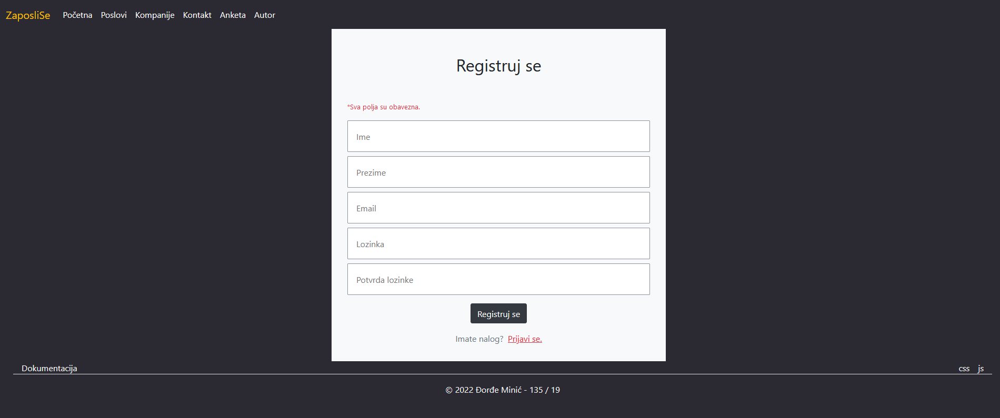 ZaposliSe Početna Poslovi Kompanije Kontakt Anketa Autor
Registruj se
*Sva polja su obavezna.
Ime
Prezime
Email
Lozinka
Potvrda lozinke
Registruj se
Imate nalog? Prijavi se.
Dokumentacija css js
© 2022 Đorđe Minić - 135 / 19